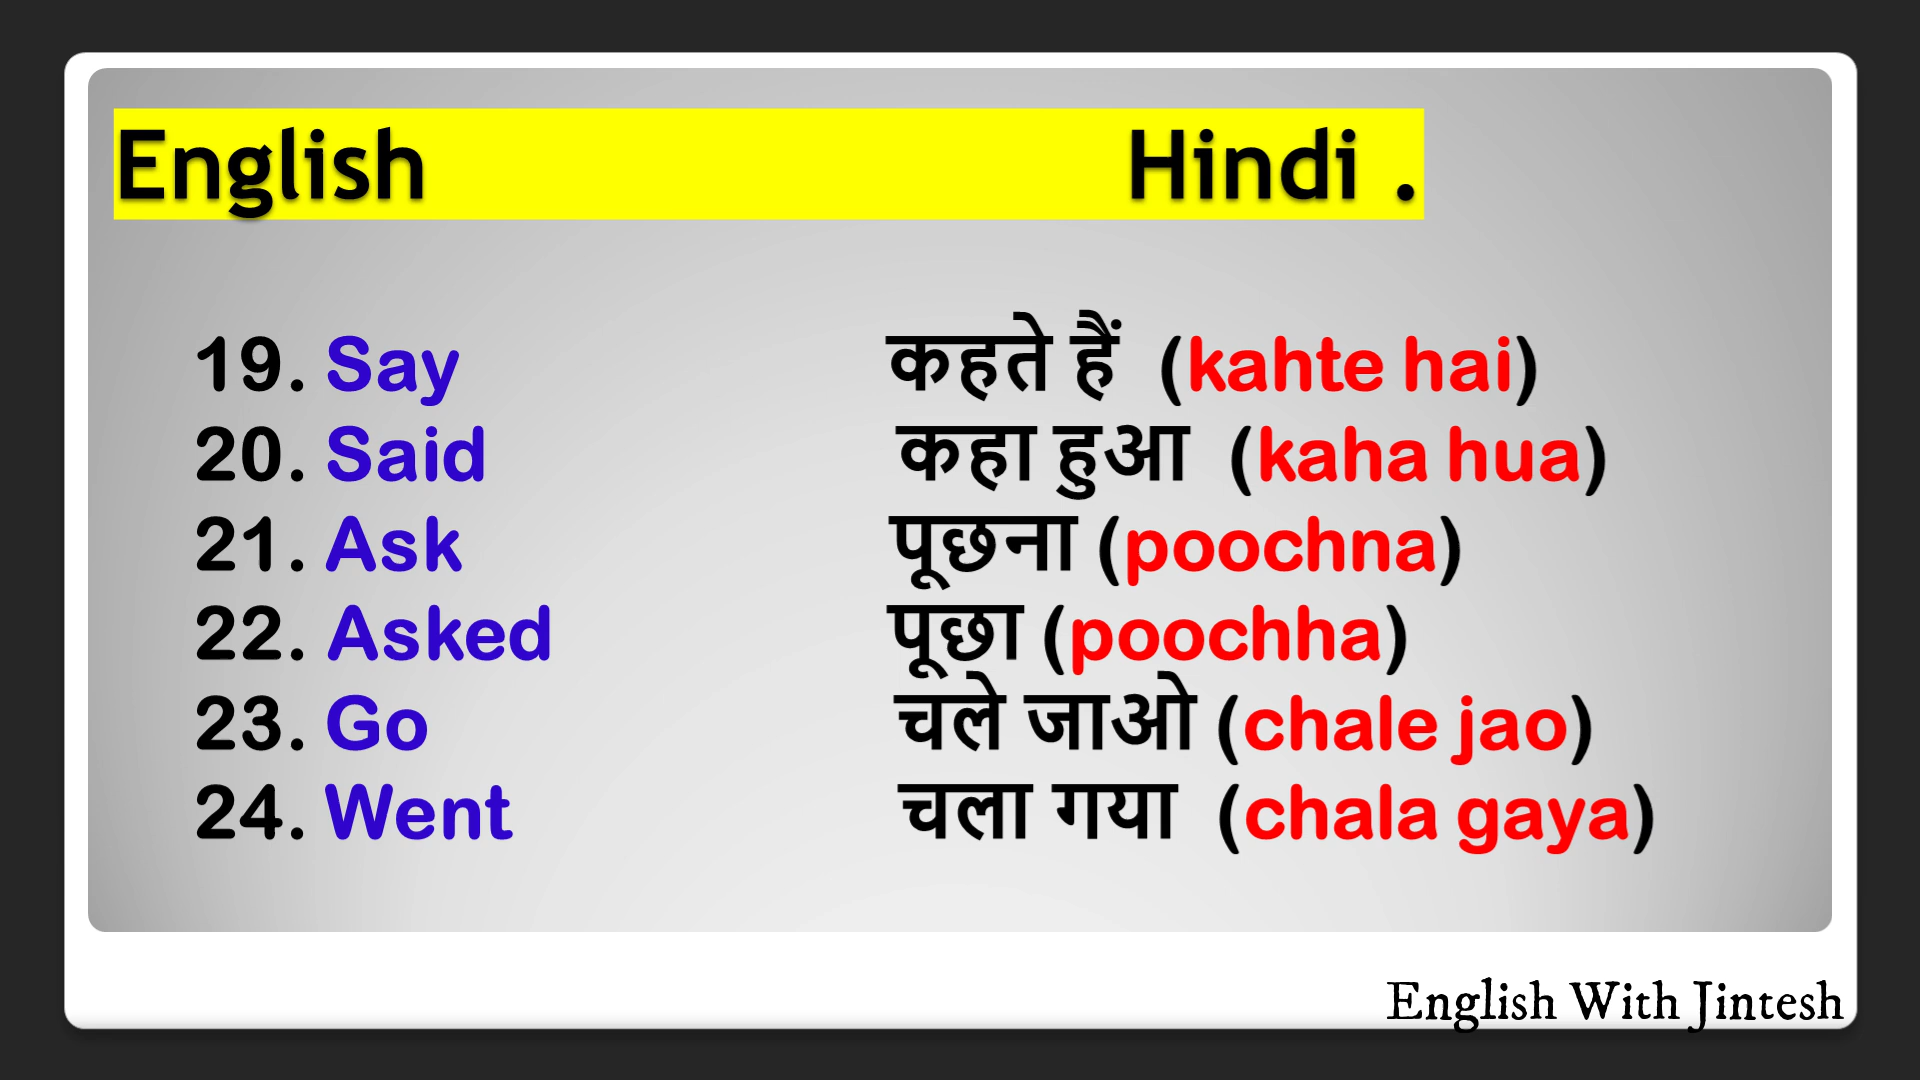 English Hindi .
19. Say कहते हैं (kahte hai)
20. Said कहा हुआ (kaha hua)
21. Ask पूछना (poochna)
22. Asked पूछा (poochha)
23. Go चले जाओ (chale jao)
24. Went चला गया (chala gaya)
English With Jintesh